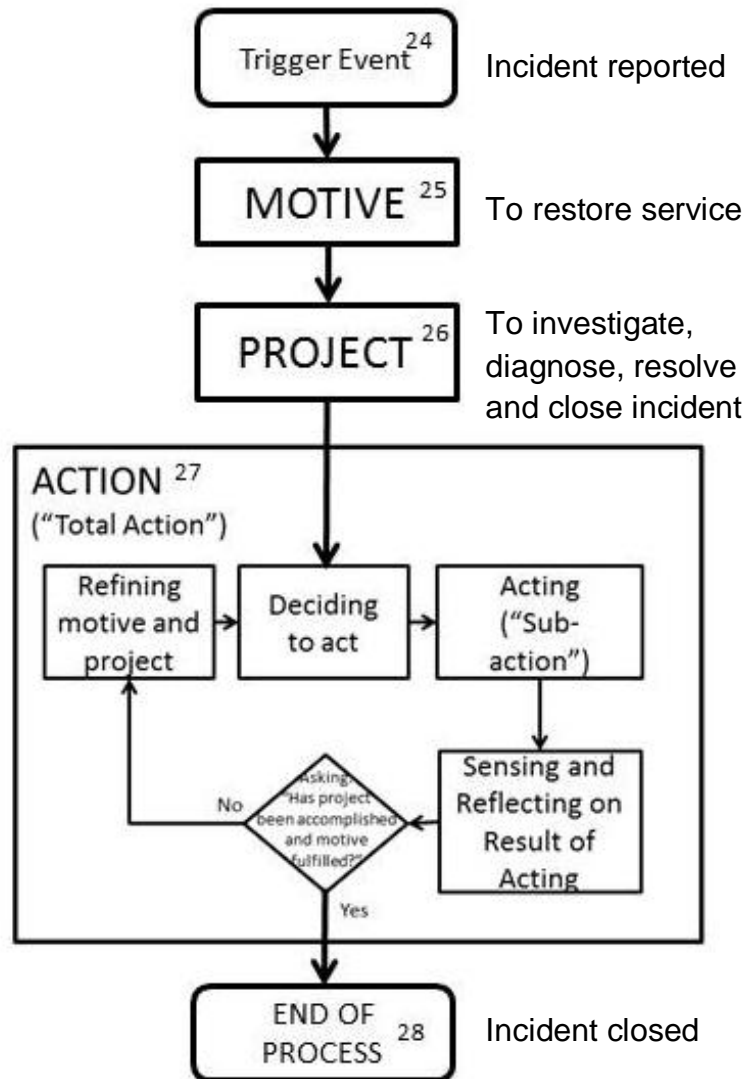 Trigger Event 24
Incident reported
MOTIVE 25
To restore service
PROJECT 26
To investigate,
diagnose, resolve
and close incident
ACTION 27
("Total Action")
Refining
motive and
project
Deciding
to act
Acting
("Sub-
action")
Sensing and
Reflecting on
Result of
Acting
Asking:
"Has project
been accomplished
and motive
fulfilled?"
No
Yes
END OF
PROCESS 28
Incident closed